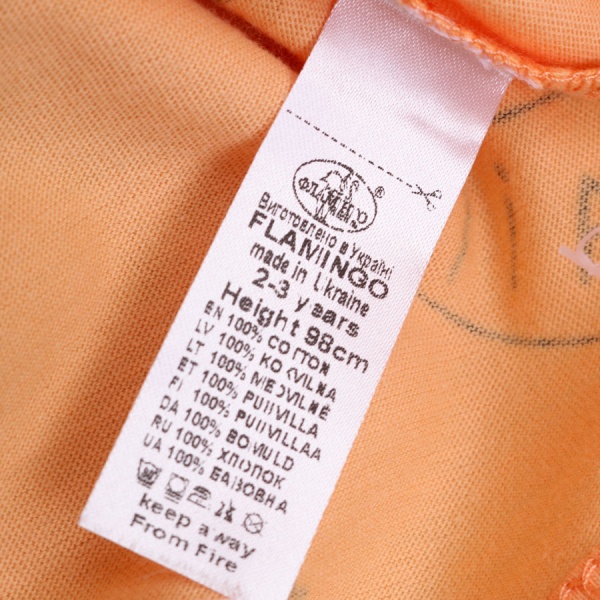 ФЛАМІНГО ®
Виготовлено в Україні
FLAMINGO
made in Ukraine
2-3 years
Height 98cm
EN 100% COTTON
LV 100% KOKVILNA
LT 100% MEDVILNĖ
ET 100% PUUVILLA
FI 100% PUUVILLAA
DA 100% BOMULD
RU 100% ХЛОПОК
UA 100% БАВОВНА
keep away
From Fire